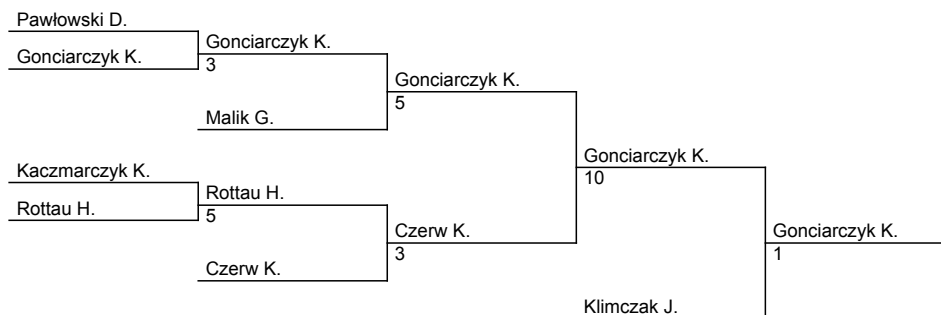 Pawłowski D.
Gonciarczyk K.
Gonciarczyk K.
3
Gonciarczyk K.
5
Malik G.
Gonciarczyk K.
10
Kaczmarczyk K.
Rottau H.
Rottau H.
5
Czerw K.
3
Gonciarczyk K.
1
Czerw K.
Klimczak J.